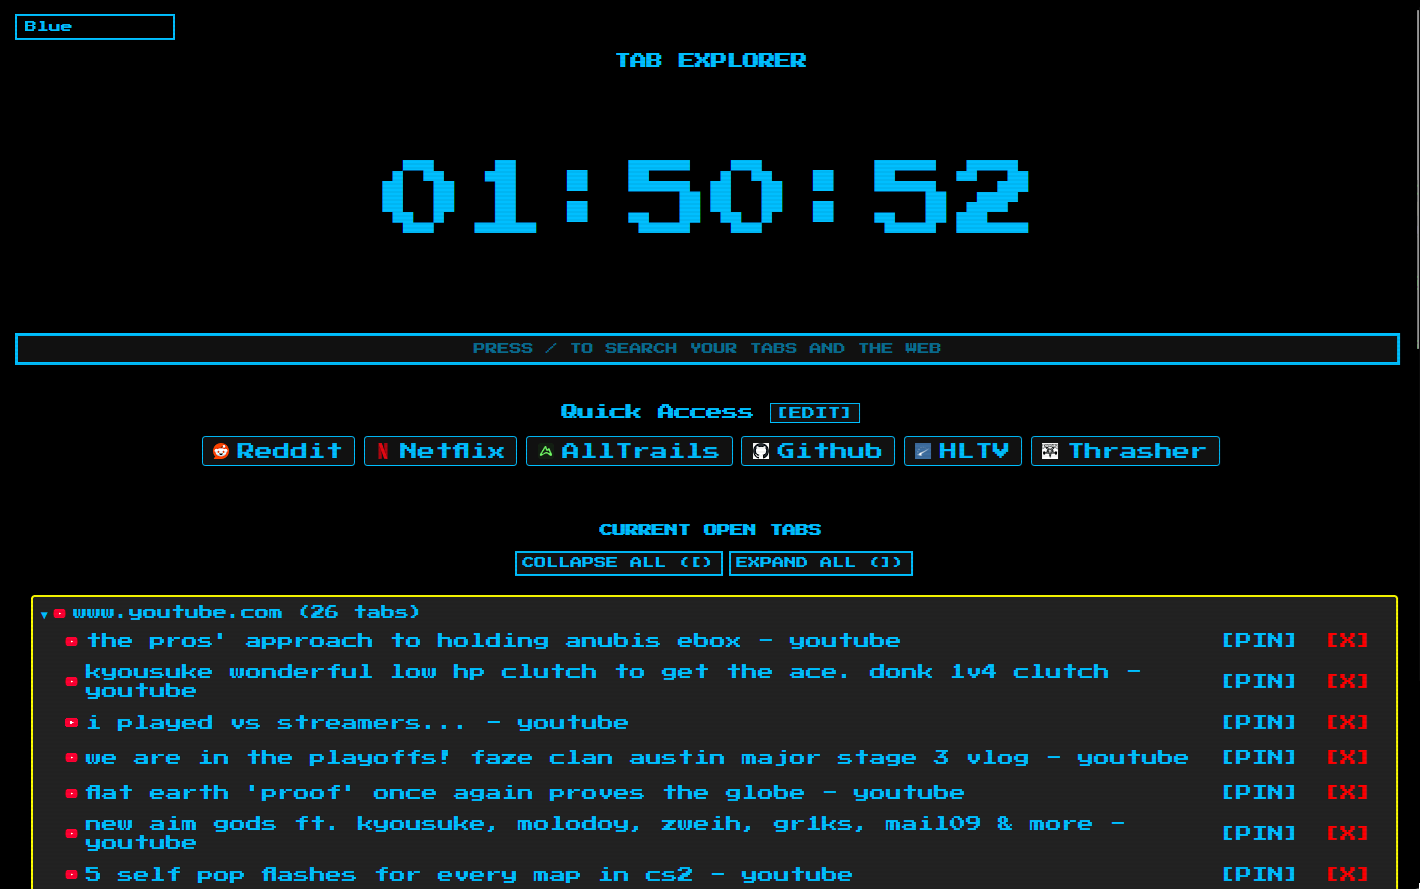 Blue
TAB EXPLORER
01:50:52
PRESS / TO SEARCH YOUR TABS AND THE WEB
Quick Access [EDIT]
Reddit Netflix AllTrails Github HLTV Thrasher
CURRENT OPEN TABS
COLLAPSE ALL ([) EXPAND ALL (])
www.youtube.com (26 tabs)
the pros' approach to holding anubis ebox - youtube [PIN] [X]
kyousuke wonderful low hp clutch to get the ace. donk 1v4 clutch -
youtube [PIN] [X]
i played vs streamers... - youtube [PIN] [X]
we are in the playoffs! faze clan austin major stage 3 vlog - youtube [PIN] [X]
flat earth 'proof' once again proves the globe - youtube [PIN] [X]
new aim gods ft. kyousuke, molodoy, zweih, gr1ks, mail09 & more -
youtube [PIN] [X]
5 self pop flashes for every map in cs2 - youtube [PIN] [X]